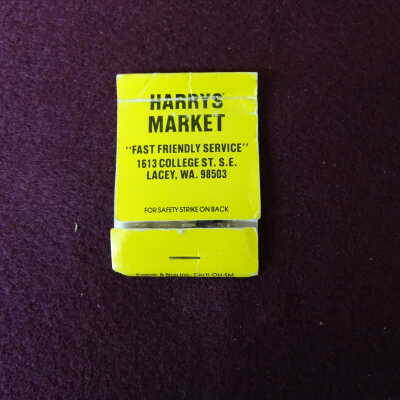 HARRYS
MARKET
"FAST FRIENDLY SERVICE"
1613 COLLEGE ST. S.E.
LACEY, WA. 98503
FOR SAFETY STRIKE ON BACK